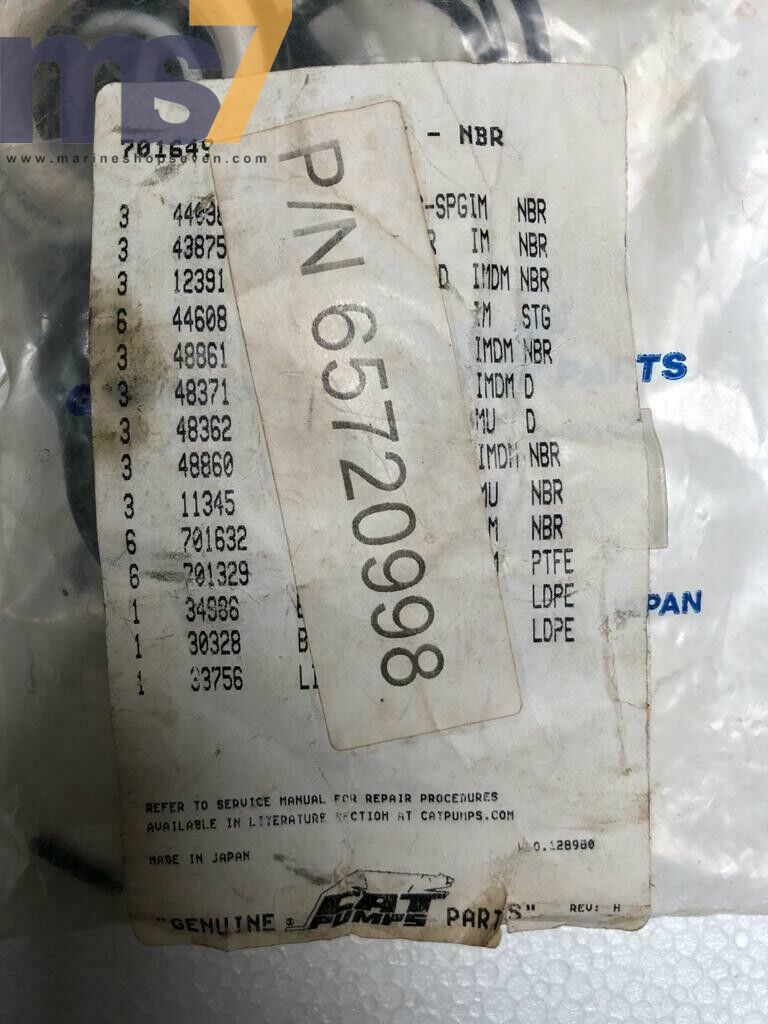 ms7
www.marineshopseven.com
701649 - NBR
P/N 65720998
3 -SPGIM NBR
3 43875 IM NBR
3 12391 IMDM NBR
6 44608 IM STG
3 48861 IMDM NBR
3 48371 IMDM D
3 48362 MU D
3 48860 IMDM NBR
3 11345 MU NBR
6 701632 M NBR
6 701329 PTFE
1 34986 LDPE
1 30328 B LDPE
1 33756 LI
TS
PAN
REFER TO SERVICE MANUAL FOR REPAIR PROCEDURES
AVAILABLE IN LITERATURE SECTION AT CATPUMPS.COM
MADE IN JAPAN
O.128980
"GENUINE ® CAT PUMPS PARTS" REV: H